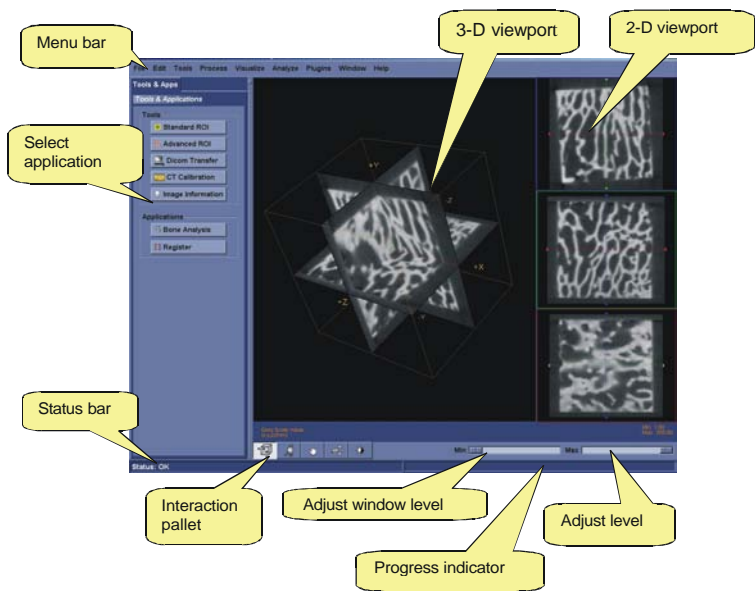 3-D viewport
2-D viewport
Menu bar
File Edit Tools Process Visualize Analyze Plugins Window Help
Tools & Apps
Tools & Applications
Tools
Standard ROI
Advanced ROI
Dicom Transfer
CT Calibration
Image Information
Select
application
Applications
Bone Analysis
Register
+Y
+X
+Z
Status bar
Min
Max
Status: OK
Interaction
pallet
Adjust window level
Adjust level
Progress indicator